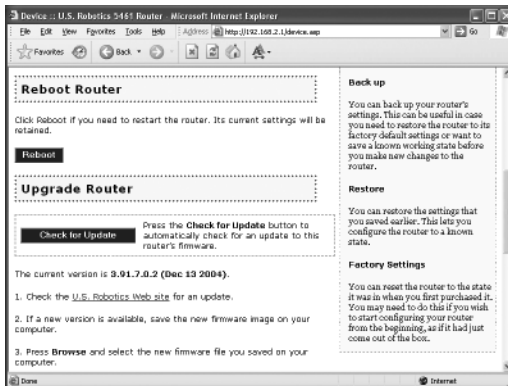 Device :: U.S. Robotics 5461 Router - Microsoft Internet Explorer
File Edit View Favorites Tools Help Address http://192.168.2.1/device.asp Go
Favorites Back
Reboot Router
Click Reboot if you need to restart the router. Its current settings will be
retained.
Reboot
Upgrade Router
Check for Update
Press the Check for Update button to
automatically check for an update to this
router's firmware.
The current version is 3.91.7.0.2 (Dec 13 2004).
1. Check the U.S. Robotics Web site for an update.
2. If a new version is available, save the new firmware image on your
computer.
3. Press Browse and select the new firmware file you saved on your
computer.
Back up
You can back up your router's
settings. This can be useful in case
you need to restore the router to its
factory default settings or want to
save a known working state before
you make new changes to the
router.
Restore
You can restore the settings that
you saved earlier. This lets you
configure the router to a known
state.
Factory Settings
You can reset the router to the state
it was in when you first purchased it.
You may need to do this if you wish
to start configuring your router
from the beginning, as if it had just
come out of the box.
Done Internet